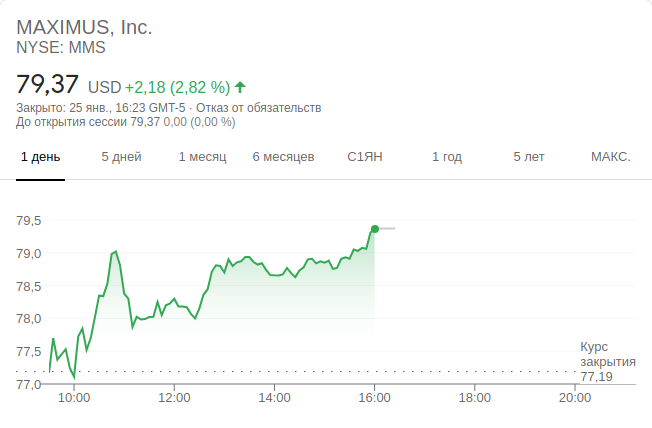 MAXIMUS, Inc.
NYSE: MMS
79,37 USD +2,18 (2,82 %)
Закрыто: 25 янв., 16:23 GMT-5 · Отказ от обязательств
До открытия сессии 79,37 0,00 (0,00 %)
1 день 5 дней 1 месяц 6 месяцев С1ЯН 1 год 5 лет МАКС.
79,5
79,0
78,5
78,0
77,5
77,0
Курс
закрытия
77,19
10:00 12:00 14:00 16:00 18:00 20:00